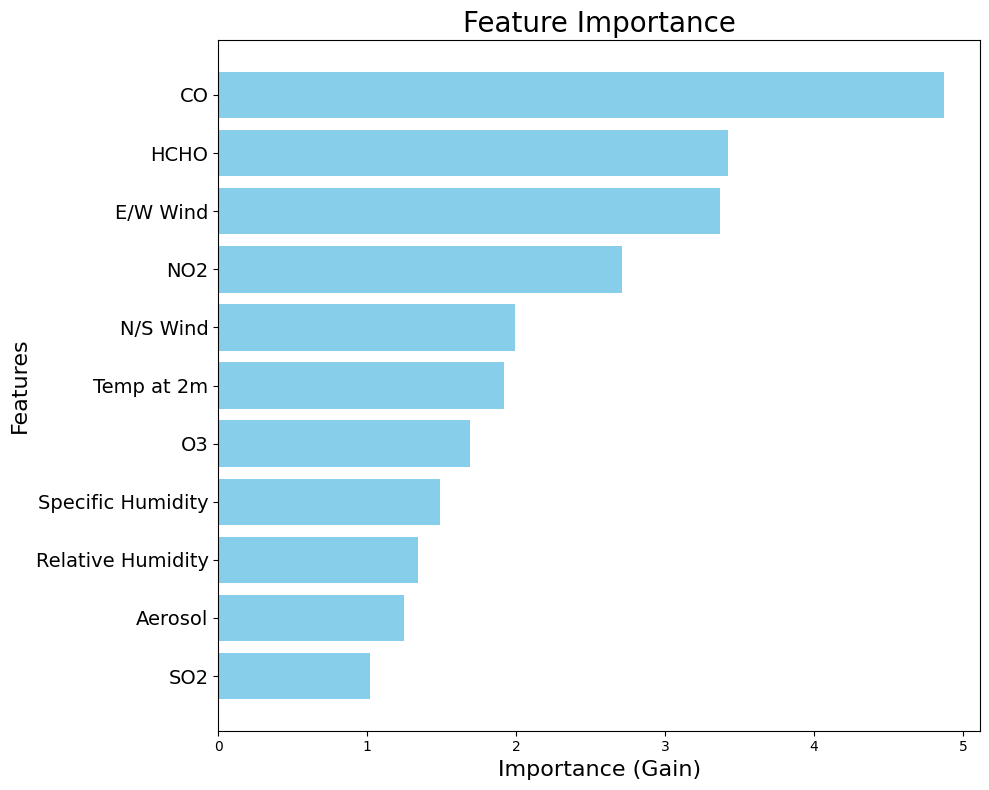 Feature Importance
CO
HCHO
E/W Wind
NO2
N/S Wind
Temp at 2m
O3
Specific Humidity
Relative Humidity
Aerosol
SO2
Features
0 1 2 3 4 5
Importance (Gain)